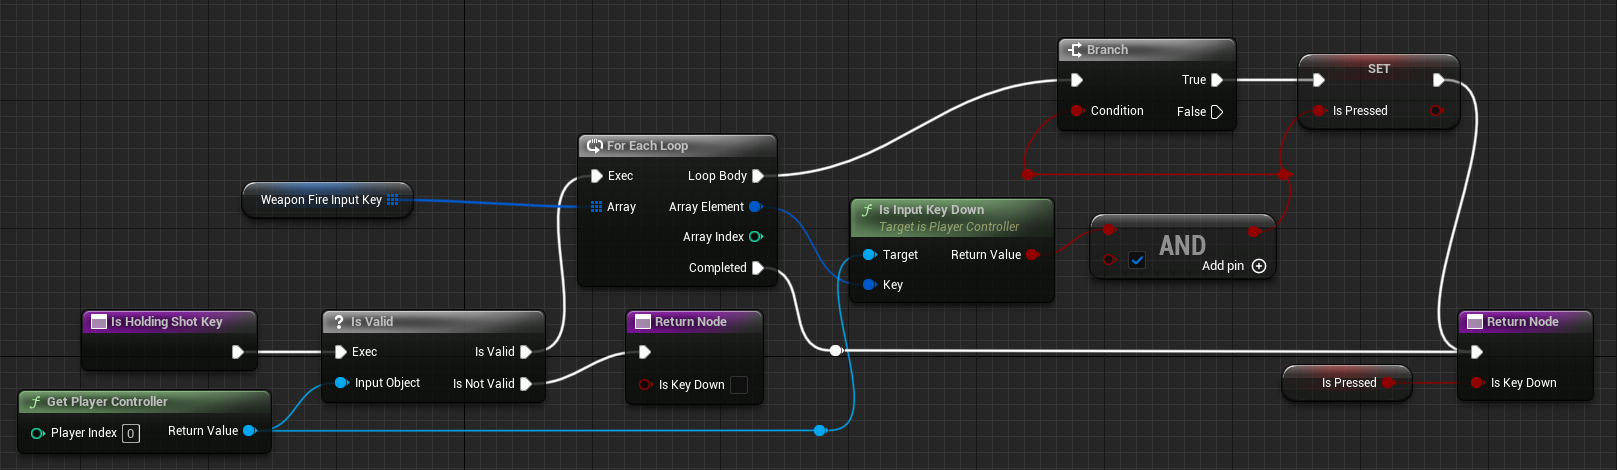 Branch
True
Condition
False
SET
Is Pressed
For Each Loop
Exec
Loop Body
Array
Array Element
Array Index
Completed
Weapon Fire Input Key
Is Input Key Down
Target is Player Controller
Target
Return Value
Key
AND
Add pin
Is Holding Shot Key
Is Valid
Exec
Is Valid
Input Object
Is Not Valid
Return Node
Is Key Down
Get Player Controller
Player Index 0
Return Value
Is Pressed
Return Node
Is Key Down